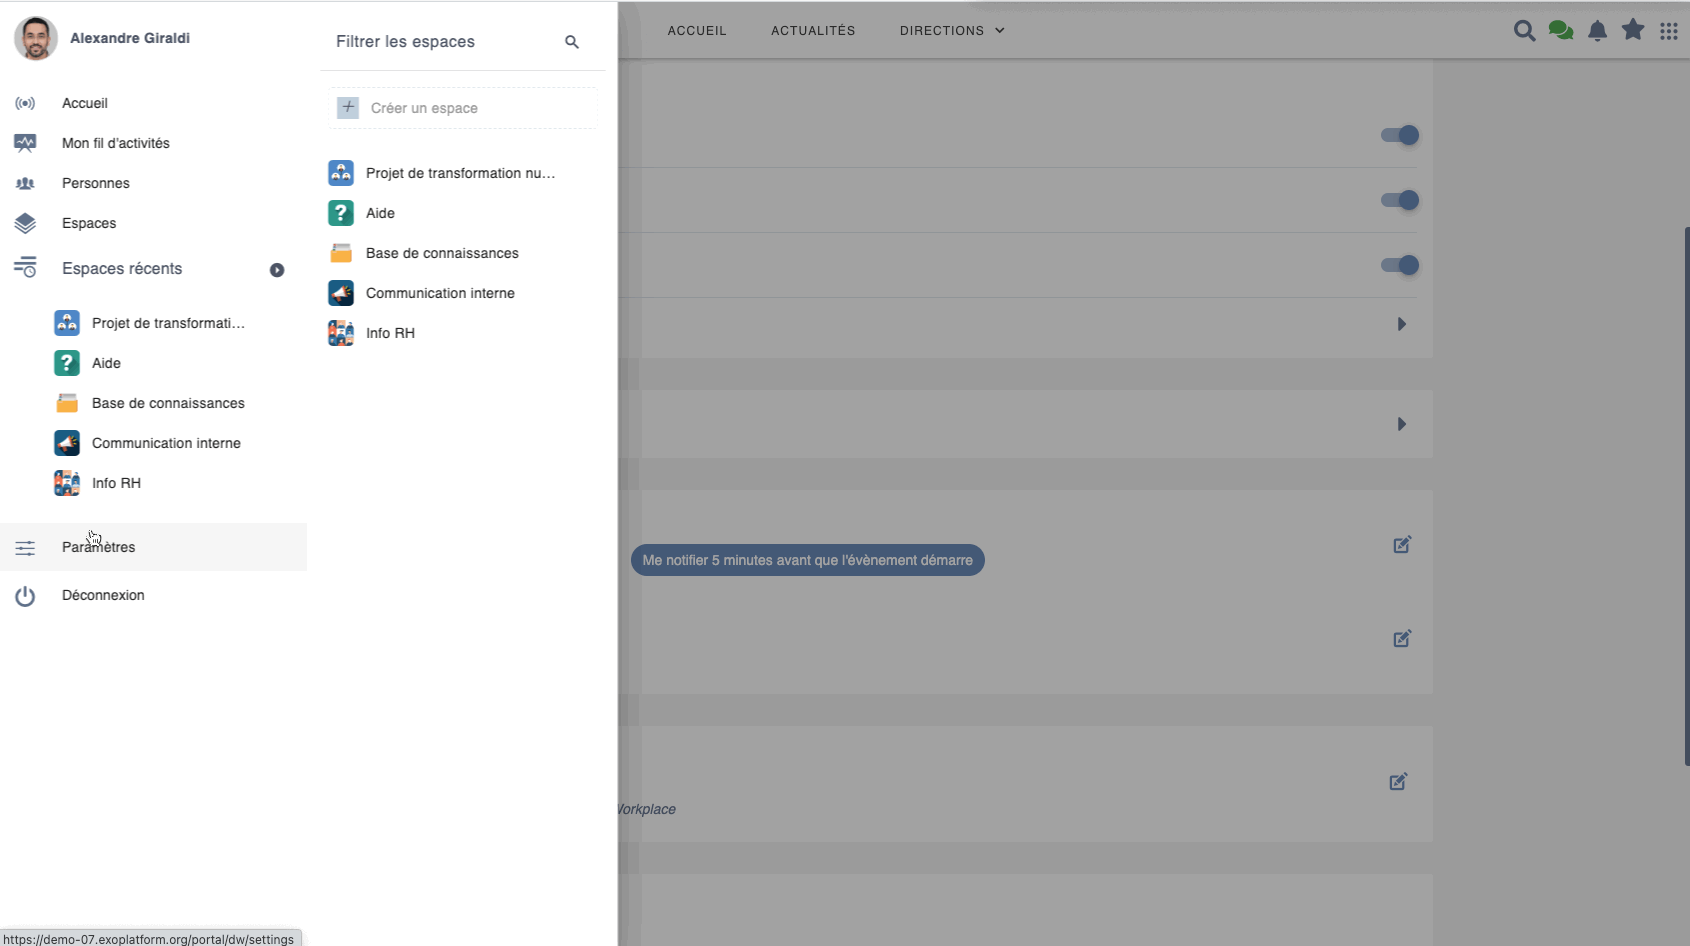 Alexandre Giraldi
Accueil
Mon fil d'activités
Personnes
Espaces
Espaces récents
Projet de transformati...
Aide
Base de connaissances
Communication interne
Info RH
Paramètres
Déconnexion
Filtrer les espaces
Créer un espace
Projet de transformation nu...
Aide
Base de connaissances
Communication interne
Info RH
ACCUEIL ACTUALITÉS DIRECTIONS
Me notifier 5 minutes avant que l'évènement démarre
https://demo-07.exoplatform.org/portal/dw/settings